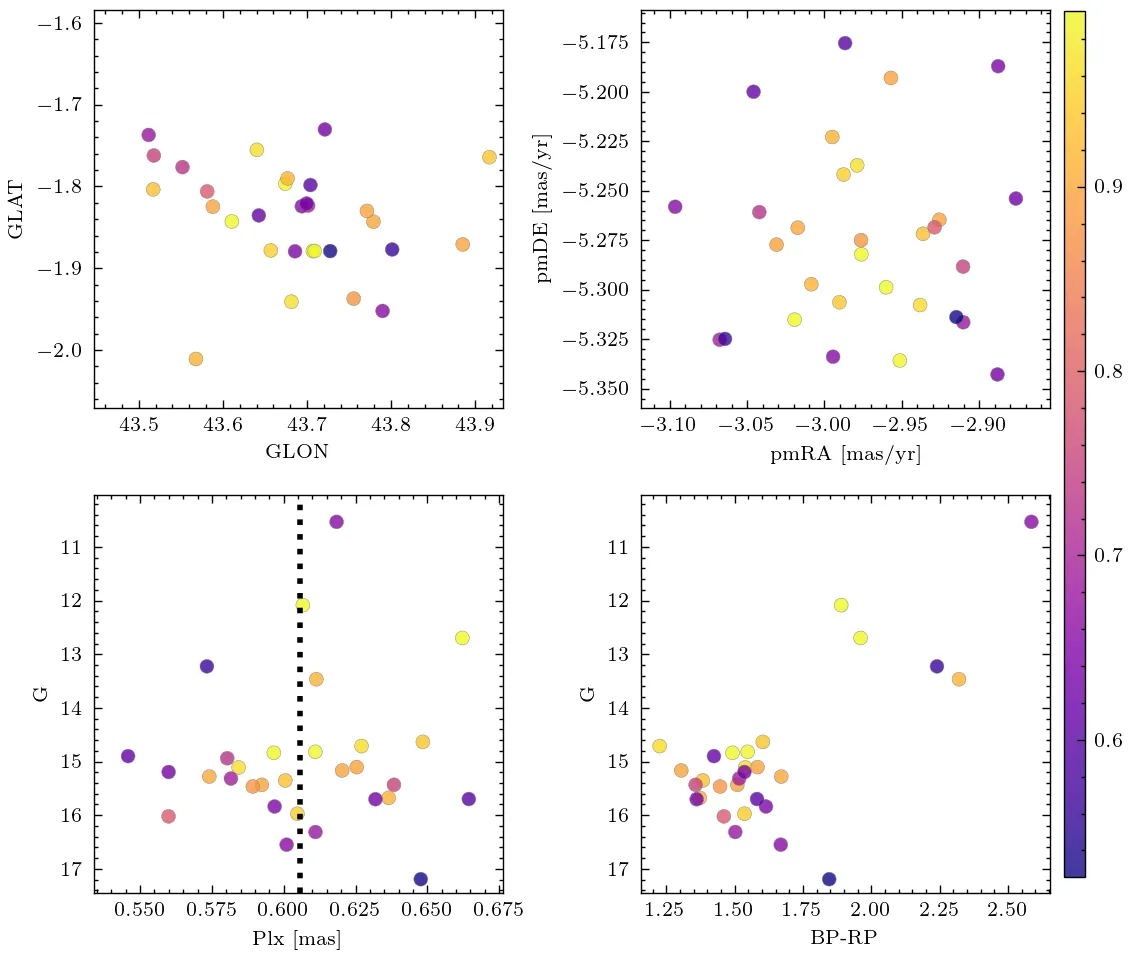 −1.6
−1.7
−1.8
−1.9
−2.0
GLAT
43.5 43.6 43.7 43.8 43.9
GLON
−5.175
−5.200
−5.225
−5.250
−5.275
−5.300
−5.325
−5.350
pmDE [mas/yr]
−3.10 −3.05 −3.00 −2.95 −2.90
pmRA [mas/yr]
0.9
0.8
0.7
0.6
11
12
13
14
15
16
17
G
0.550 0.575 0.600 0.625 0.650 0.675
Plx [mas]
11
12
13
14
15
16
17
G
1.25 1.50 1.75 2.00 2.25 2.50
BP-RP